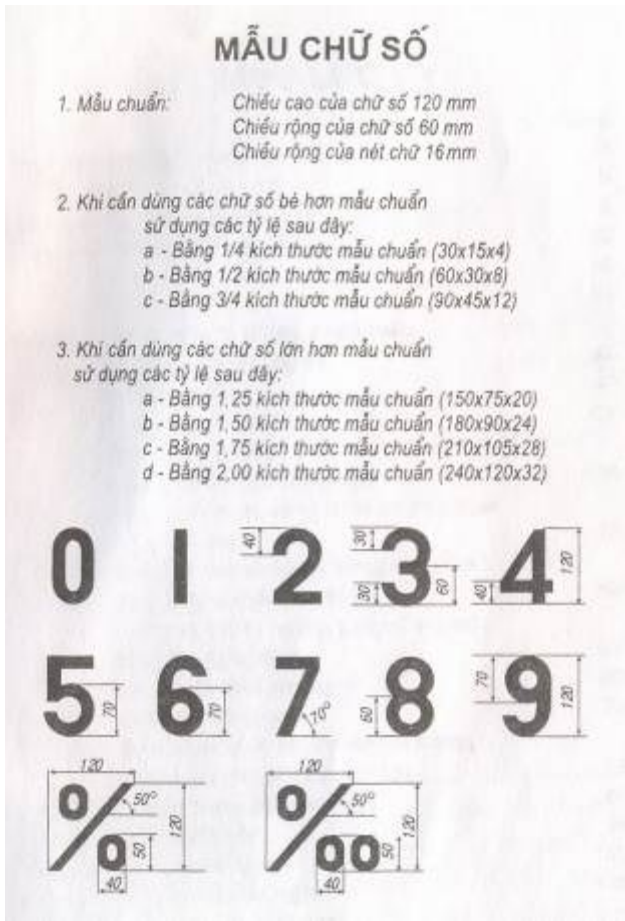 MẪU CHỮ SỐ
1. Mẫu chuẩn: Chiều cao của chữ số 120 mm
Chiều rộng của chữ số 60 mm
Chiều rộng của nét chữ 16 mm
2. Khi cần dùng các chữ số bé hơn mẫu chuẩn
sử dụng các tỷ lệ sau đây:
a - Bằng 1/4 kích thước mẫu chuẩn (30x15x4)
b - Bằng 1/2 kích thước mẫu chuẩn (60x30x8)
c - Bằng 3/4 kích thước mẫu chuẩn (90x45x12)
3. Khi cần dùng các chữ số lớn hơn mẫu chuẩn
sử dụng các tỷ lệ sau đây:
a - Bằng 1,25 kích thước mẫu chuẩn (150x75x20)
b - Bằng 1,50 kích thước mẫu chuẩn (180x90x24)
c - Bằng 1,75 kích thước mẫu chuẩn (210x105x28)
d - Bằng 2,00 kích thước mẫu chuẩn (240x120x32)
0 1 40 2 30 30 3 60 40 4 120
5 70 6 70 7 70° 60 8 70 9 120
120 % 50° 120 50 40
120 ‰ 50° 120 50 40